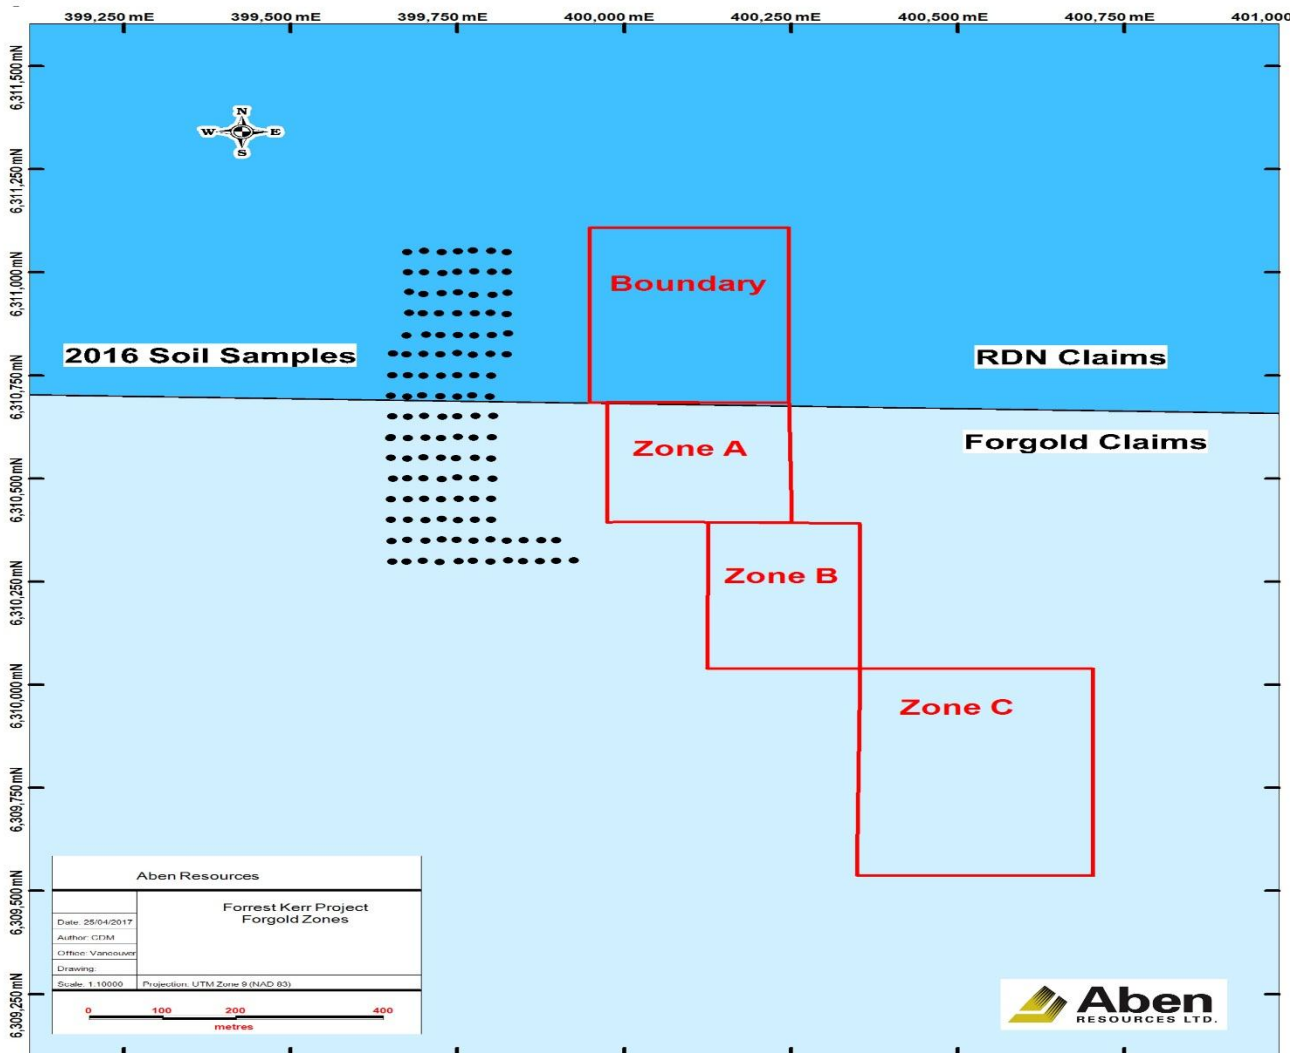 399,250 mE 399,500 mE 399,750 mE 400,000 mE 400,250 mE 400,500 mE 400,750 mE 401,000
6,311,500 mN
N
W E
S
6,311,250 mN
6,311,000 mN
Boundary
2016 Soil Samples
RDN Claims
6,310,750 mN
Forgold Claims
Zone A
6,310,500 mN
Zone B
6,310,250 mN
6,310,000 mN
Zone C
6,309,750 mN
6,309,500 mN
6,309,250 mN
Aben Resources
Forrest Kerr Project
Forgold Zones
Date: 25/04/2017
Author: CDM
Office: Vancouver
Drawing:
Scale: 1:10000 Projection: UTM Zone 9 (NAD 83)
0 100 200 400
metres
Aben
RESOURCES LTD.